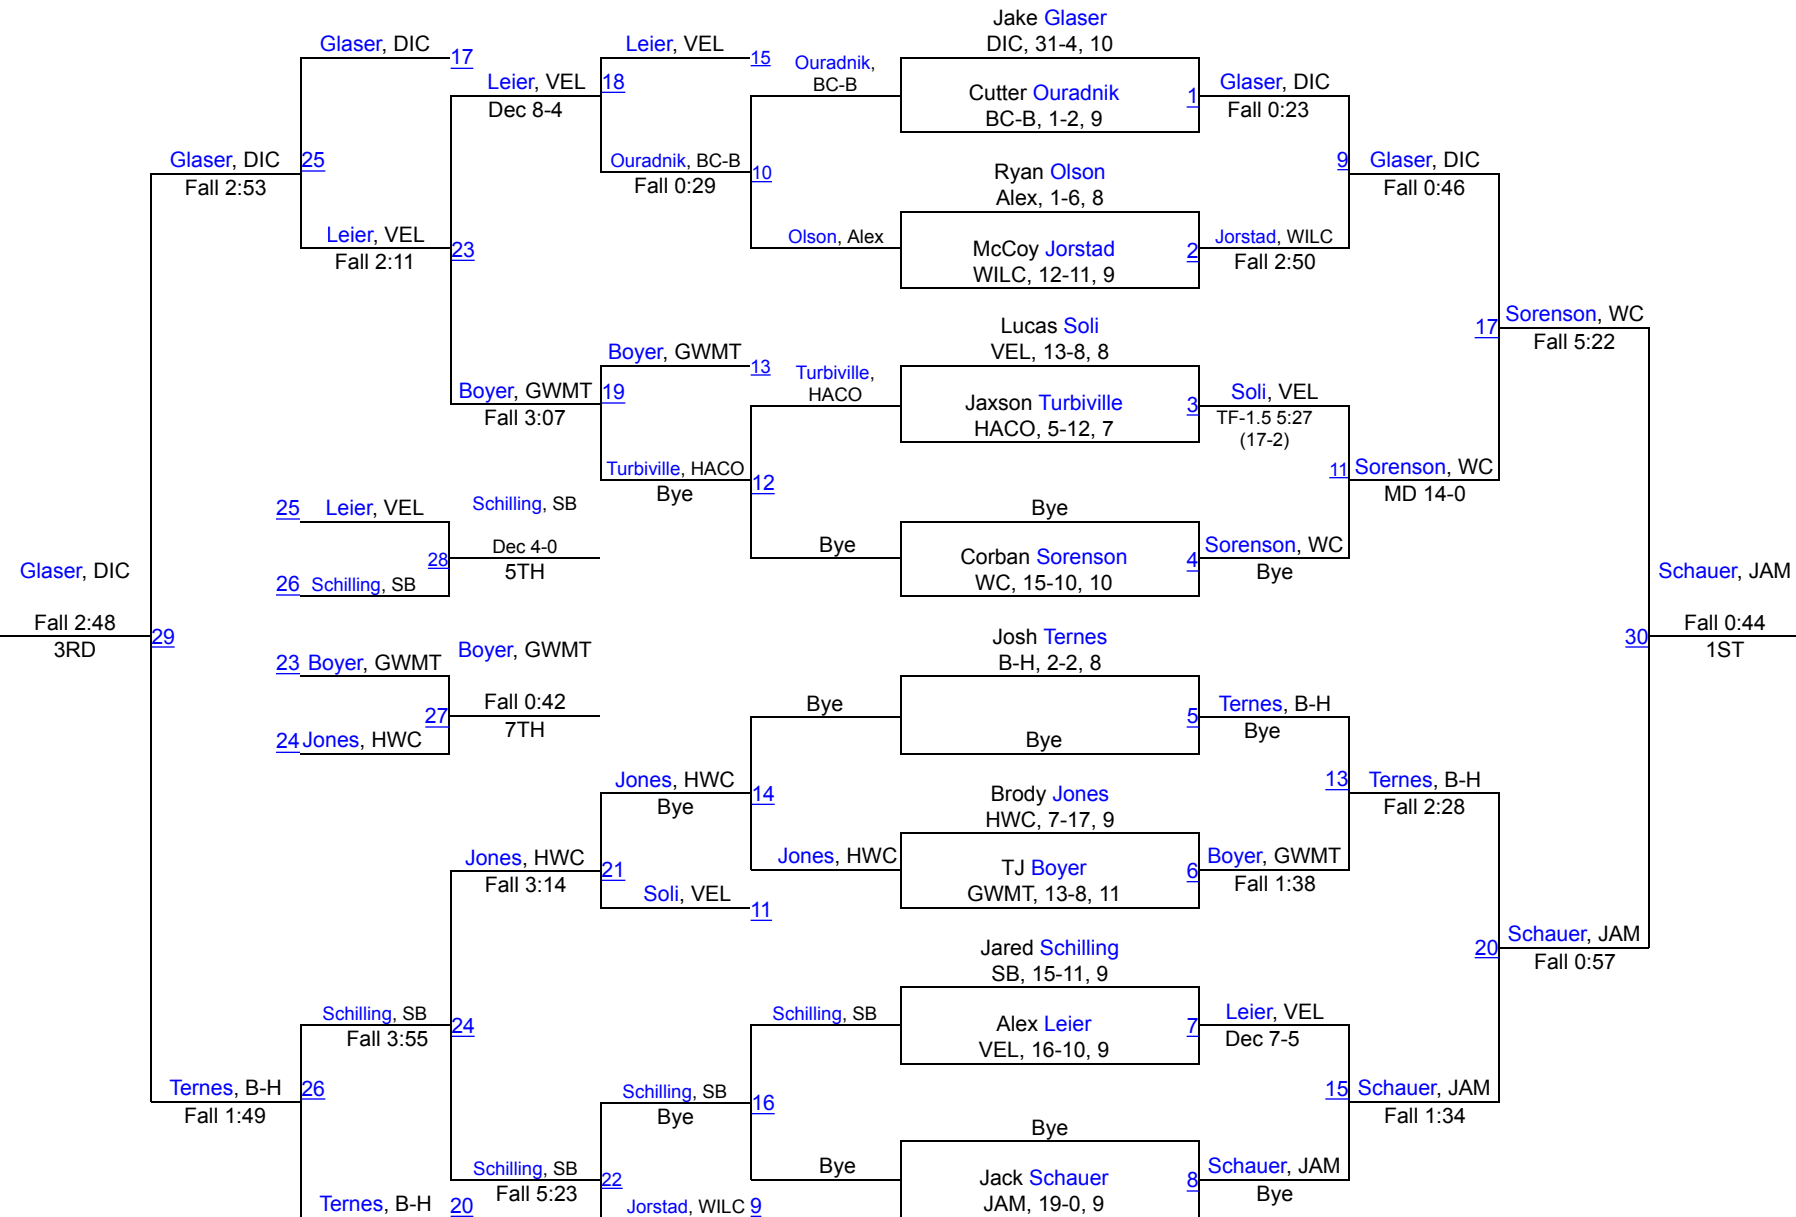 Jake Glaser
DIC, 31-4, 10
Glaser, DIC
17
Leier, VEL
15
Ouradnik,
BC-B
Leier, VEL
Dec 8-4
18
Cutter Ouradnik
BC-B, 1-2, 9
1
Glaser, DIC
Fall 0:23
Glaser, DIC
Fall 2:53
25
Ouradnik, BC-B
Fall 0:29
10
Ryan Olson
Alex, 1-6, 8
9
Glaser, DIC
Fall 0:46
Leier, VEL
Fall 2:11
23
Olson, Alex
McCoy Jorstad
WILC, 12-11, 9
2
Jorstad, WILC
Fall 2:50
Lucas Soli
VEL, 13-8, 8
17
Sorenson, WC
Fall 5:22
Boyer, GWMT
13
Turbiville,
HACO
Boyer, GWMT
Fall 3:07
19
Jaxson Turbiville
HACO, 5-12, 7
3
Soli, VEL
TF-1.5 5:27
(17-2)
Turbiville, HACO
Bye
12
11
Sorenson, WC
MD 14-0
25
Leier, VEL
Schilling, SB
Bye
28
Dec 4-0
5TH
Bye
Corban Sorenson
WC, 15-10, 10
4
Sorenson, WC
Bye
26
Schilling, SB
Glaser, DIC
Fall 2:48
3RD
29
Schauer, JAM
30
Fall 0:44
1ST
Josh Ternes
B-H, 2-2, 8
23
Boyer, GWMT
Boyer, GWMT
27
Fall 0:42
7TH
24
Jones, HWC
Bye
Bye
5
Ternes, B-H
Bye
Jones, HWC
Bye
14
Brody Jones
HWC, 7-17, 9
13
Ternes, B-H
Fall 2:28
Jones, HWC
Fall 3:14
21
Jones, HWC
TJ Boyer
GWMT, 13-8, 11
6
Boyer, GWMT
Fall 1:38
Soli, VEL
11
Jared Schilling
SB, 15-11, 9
20
Schauer, JAM
Fall 0:57
Schilling, SB
Fall 3:55
24
Schilling, SB
Alex Leier
VEL, 16-10, 9
7
Leier, VEL
Dec 7-5
Ternes, B-H
Fall 1:49
26
Schilling, SB
Bye
16
Bye
15
Schauer, JAM
Fall 1:34
Schilling, SB
Fall 5:23
22
Bye
Jack Schauer
JAM, 19-0, 9
8
Schauer, JAM
Bye
Ternes, B-H
20
Jorstad, WILC
9